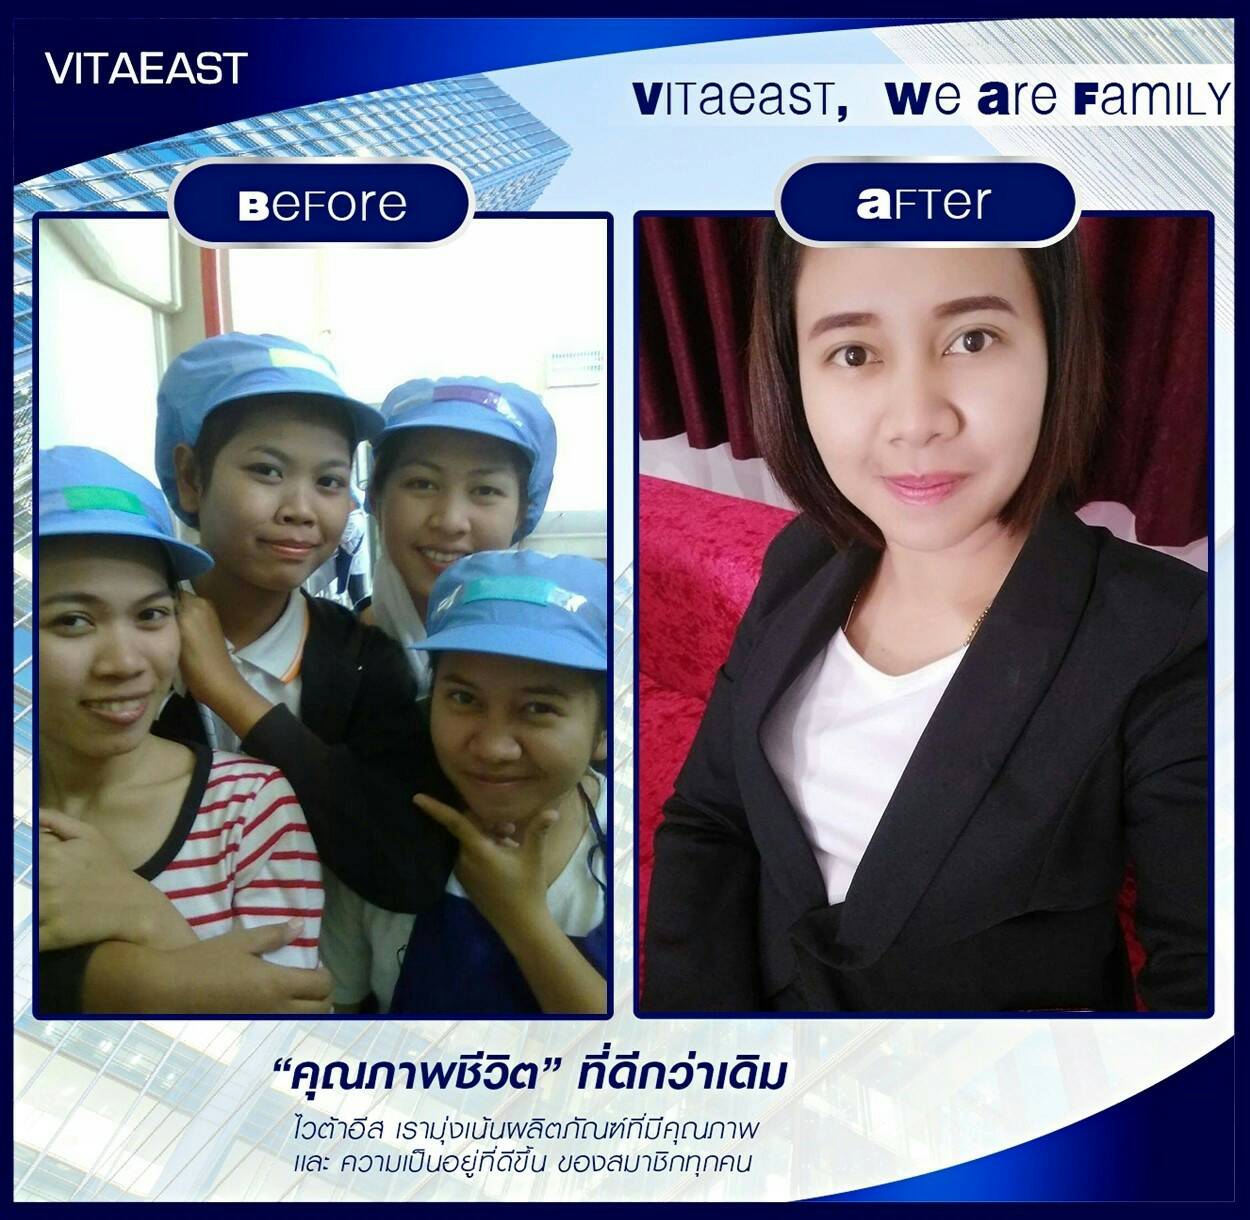 VITAEAST
VITaeasT, We are FamILY
BeFore
aFTer
“คุณภาพชีวิต” ที่ดีกว่าเดิม
ไวต้าอีส เรามุ่งเน้นผลิตภัณฑ์ที่มีคุณภาพ
และ ความเป็นอยู่ที่ดีขึ้น ของสมาชิกทุกคน